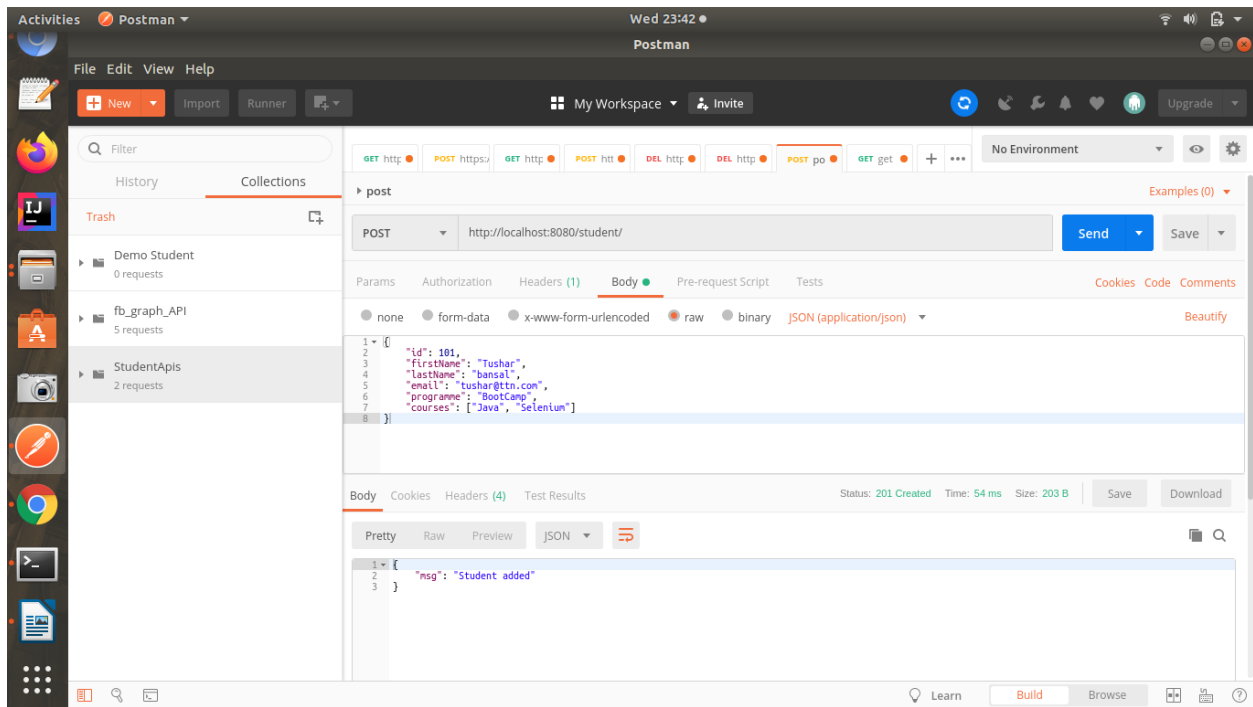 Activities Postman Wed 23:42
Postman
File Edit View Help
New Import Runner My Workspace Invite Upgrade
Filter
History Collections
Trash
Demo Student
0 requests
fb_graph_API
5 requests
StudentApis
2 requests
GET http POST https:/ GET http POST htt DEL http DEL http POST po GET get + ••• No Environment
post Examples (0)
POST http://localhost:8080/student/ Send Save
Params Authorization Headers (1) Body Pre-request Script Tests Cookies Code Comments
none form-data x-www-form-urlencoded raw binary JSON (application/json) Beautify
1 {
2 "id": 101,
3 "firstName": "Tushar",
4 "lastName": "bansal",
5 "email": "tushar@ttn.com",
6 "programme": "BootCamp",
7 "courses": ["Java", "Selenium"]
8 }
Body Cookies Headers (4) Test Results Status: 201 Created Time: 54 ms Size: 203 B Save Download
Pretty Raw Preview JSON
1 {
2 "msg": "Student added"
3 }
Learn Build Browse